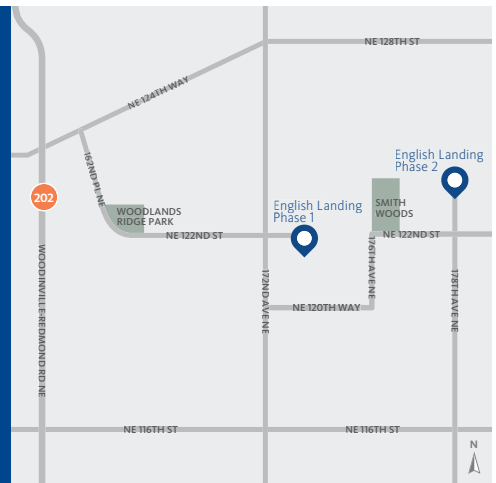 NE 128TH ST
NE 124TH WAY
162ND PL NE
English Landing
Phase 2
202
WOODLANDS
RIDGE PARK
English Landing
Phase 1
SMITH
WOODS
NE 122ND ST
NE 122ND ST
WOODINVILLE-REDMOND RD NE
172ND AVE NE
176TH AVE NE
178TH AVE NE
NE 120TH WAY
NE 116TH ST
NE 116TH ST
N